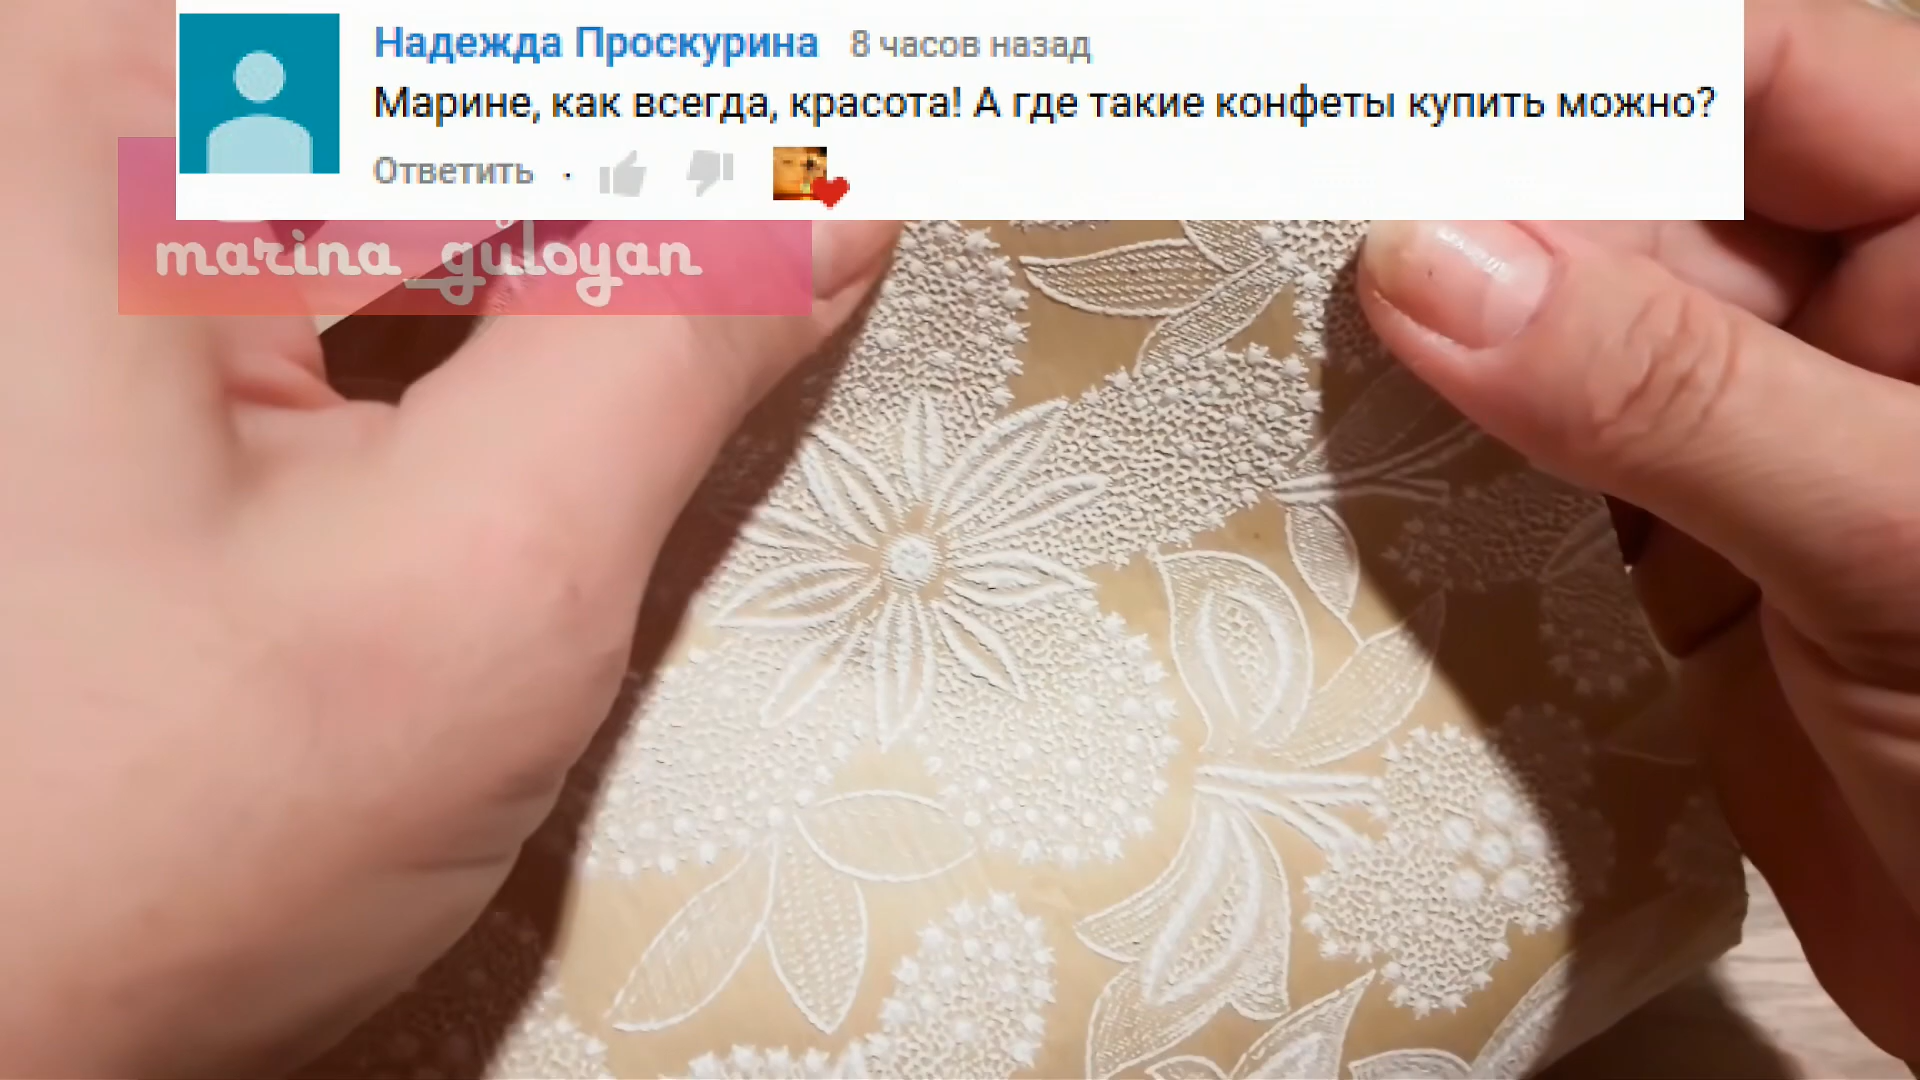 Надежда Проскурина 8 часов назад
Марине, как всегда, красота! А где такие конфеты купить можно?
Ответить
marina_guloyan